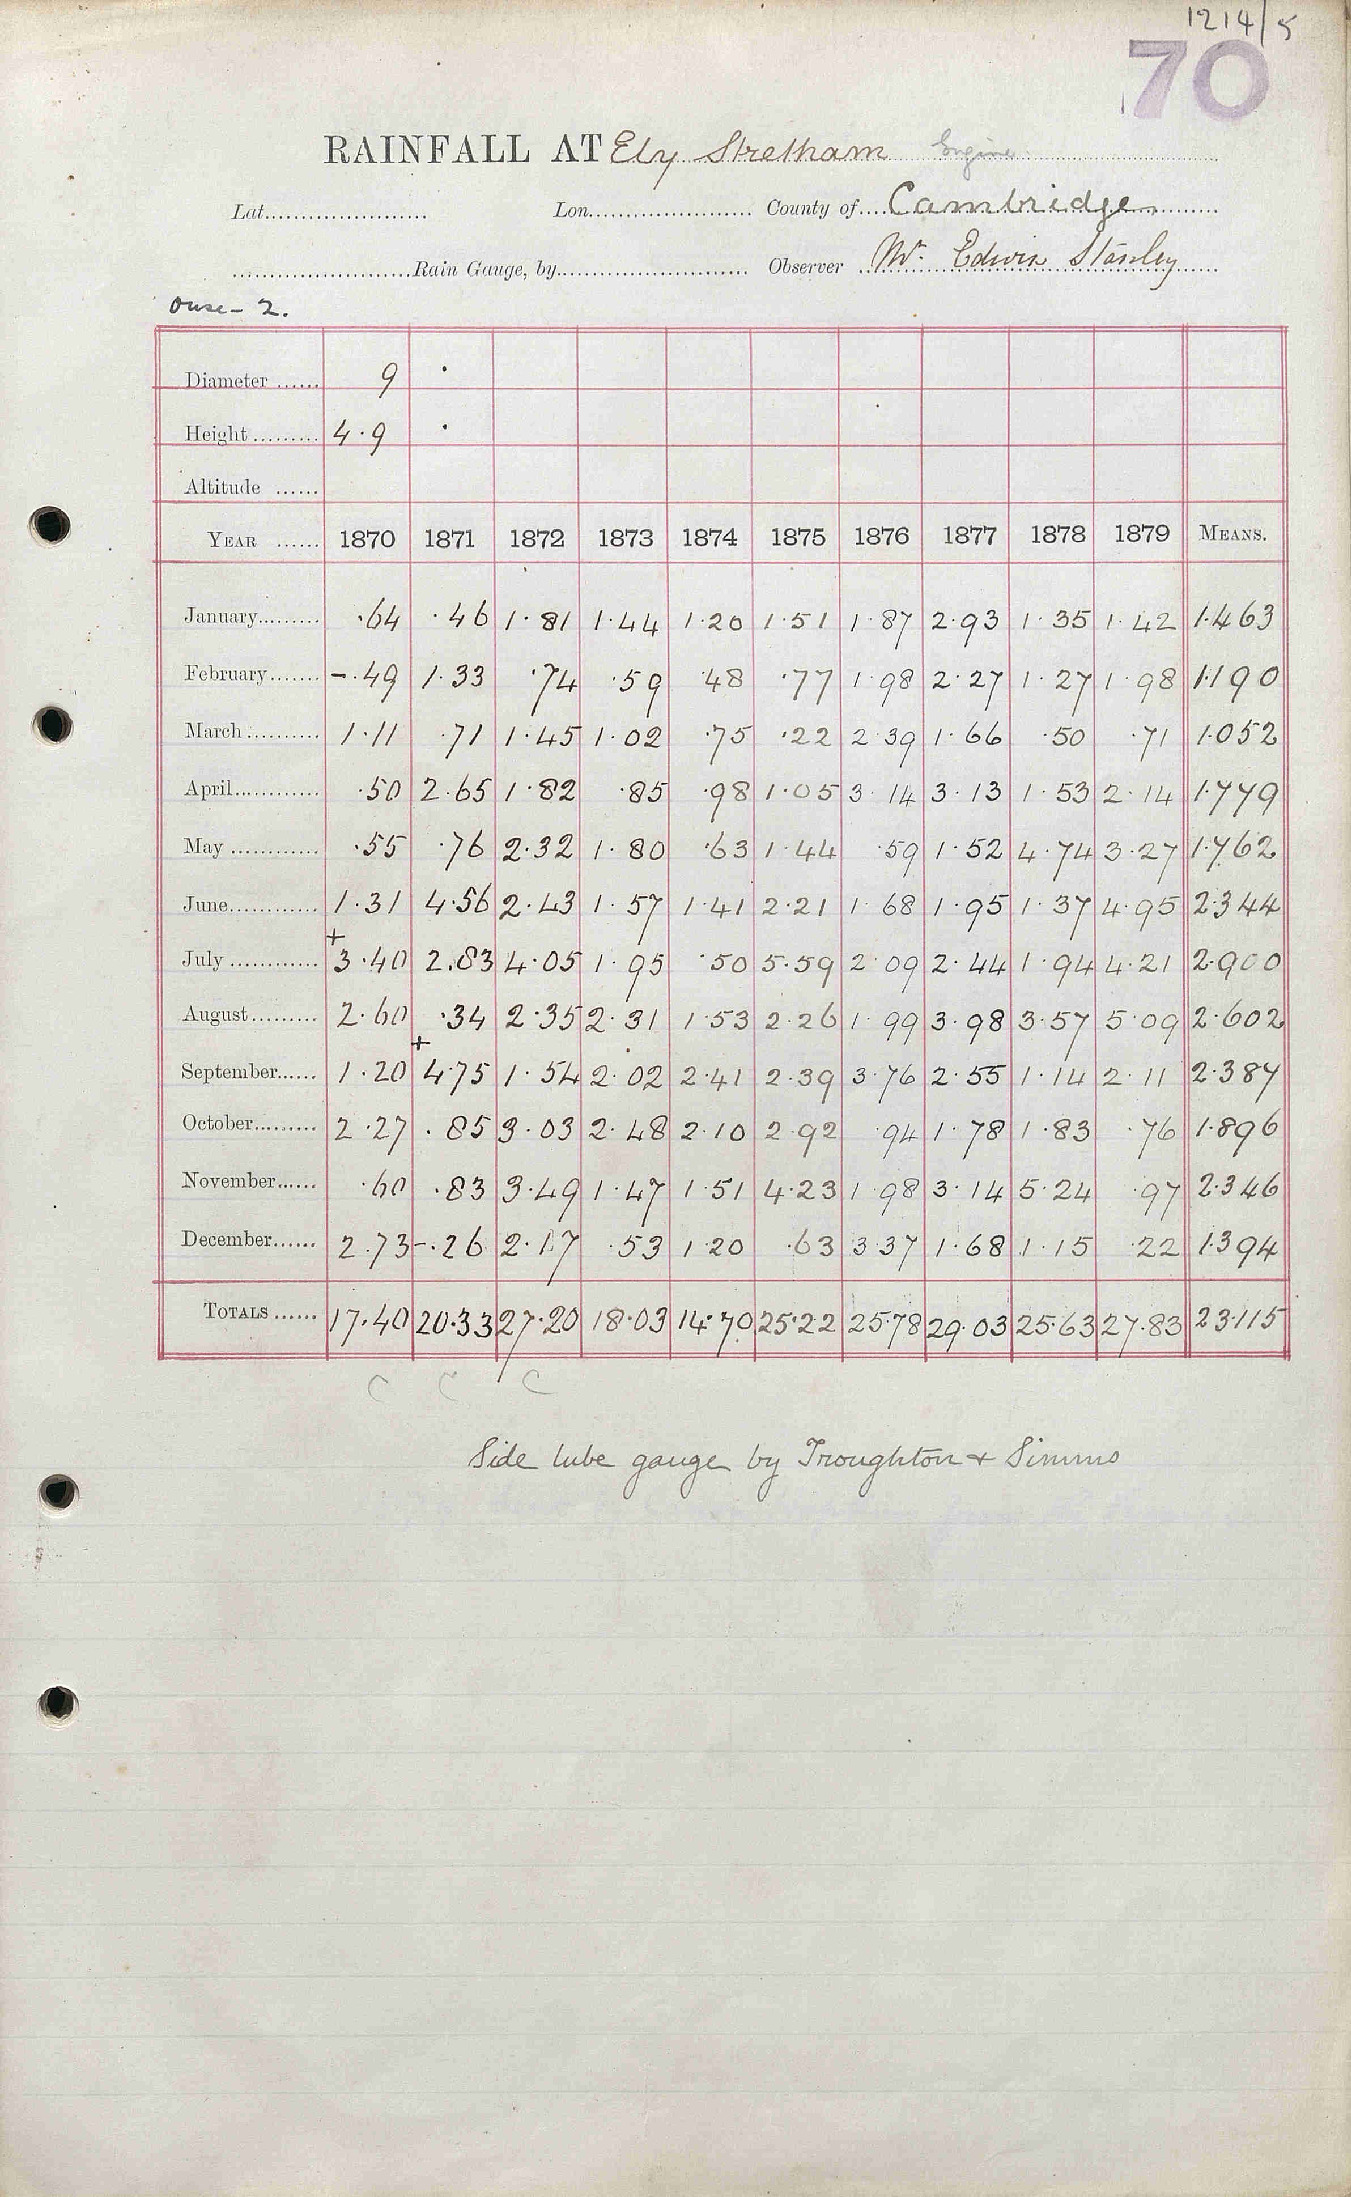 1214/5
70
RAINFALL AT Ely Stretham Engine
Lat. Lon. County of Cambridge
Rain Gauge, by Observer Mr. Edwin Stanley
Ouse - 2.
Diameter 9 ·
Height 4·9 ·
Altitude
YEAR 1870 1871 1872 1873 1874 1875 1876 1877 1878 1879 MEANS.
January ·64 ·46 1·81 1·44 1·20 1·51 1·87 2·93 1·35 1·42 1·463
February -·49 1·33 ·74 ·59 ·48 ·77 1·98 2·27 1·27 1·98 1·190
March 1·11 ·71 1·45 1·02 ·75 ·22 2·39 1·66 ·50 ·71 1·052
April ·50 2·65 1·82 ·85 ·98 1·05 3·14 3·13 1·53 2·14 1·779
May ·55 ·76 2·32 1·80 ·63 1·44 ·59 1·52 4·74 3·27 1·762
June 1·31 4·56 2·43 1·57 1·41 2·21 1·68 1·95 1·37 4·95 2·344
July +3·40 2·83 4·05 1·95 ·50 5·59 2·09 2·44 1·94 4·21 2·900
August 2·60 ·34 2·35 2·31 1·53 2·26 1·99 3·98 3·57 5·09 2·602
September 1·20 +4·75 1·54 2·02 2·41 2·39 3·76 2·55 1·14 2·11 2·387
October 2·27 ·85 3·03 2·48 2·10 2·92 ·94 1·78 1·83 ·76 1·896
November ·60 ·83 3·49 1·47 1·51 4·23 1·98 3·14 5·24 ·97 2·346
December 2·73 -·26 2·17 ·53 1·20 ·63 3·37 1·68 1·15 ·22 1·394
TOTALS 17·40 20·33 27·20 18·03 14·70 25·22 25·78 29·03 25·63 27·83 23·115
C C C
Side tube gauge by Troughton + Simms